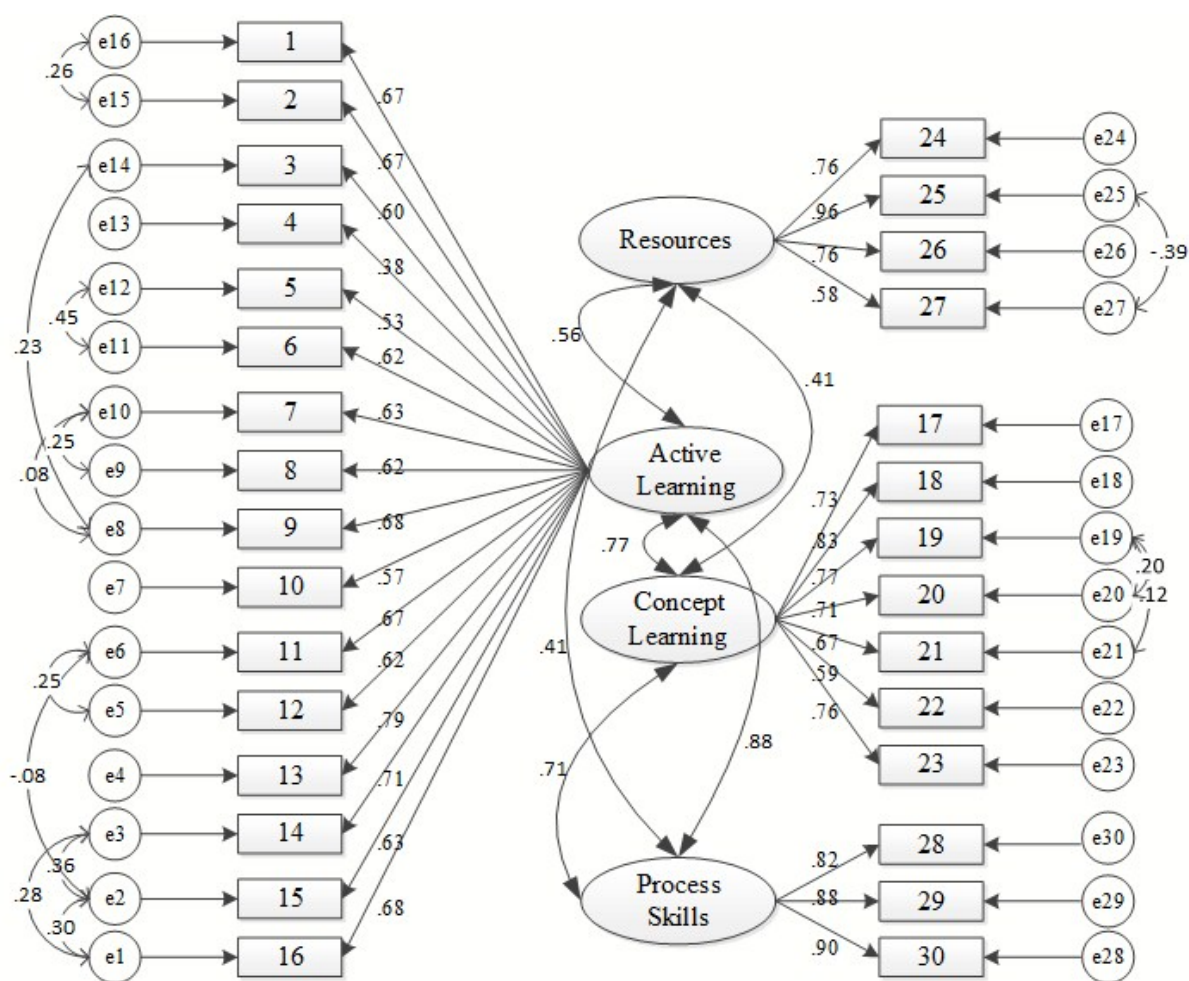 e16
1
.26
.67
e15
2
e14
3
.67
e13
4
.60
e12
5
.38
.45
.53
e11
6
.62
.23
e10
7
.63
.25
e9
8
.62
.08
e8
9
.68
e7
10
.57
e6
11
.67
.25
e5
12
.62
-.08
e4
13
.79
e3
14
.71
.36
.28
e2
15
.63
.30
e1
16
.68
Resources
.76
24
e24
.96
25
e25
.76
26
e26
-.39
.58
27
e27
.56
.41
Active
Learning
.77
Concept
Learning
.73
17
e17
.83
18
e18
.77
19
e19
.20
.71
20
e20
.12
.67
21
e21
.59
22
e22
.76
23
e23
.41
.88
.71
Process
Skills
.82
28
e30
.88
29
e29
.90
30
e28